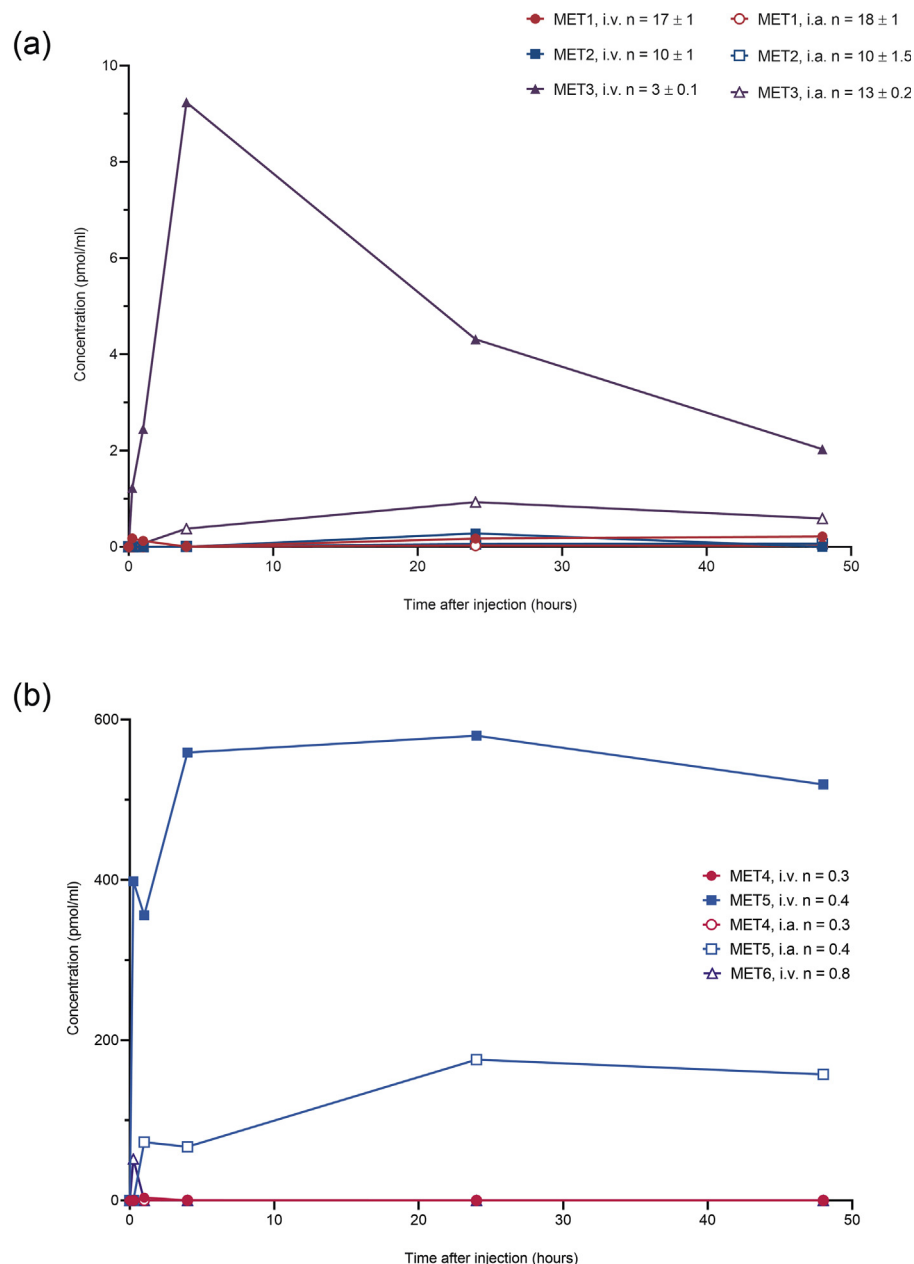 (a)
MET1, i.v. n = 17 ± 1
MET1, i.a. n = 18 ± 1
MET2, i.v. n = 10 ± 1
MET2, i.a. n = 10 ± 1.5
MET3, i.v. n = 3 ± 0.1
MET3, i.a. n = 13 ± 0.2
10
8
6
4
2
0
Concentration (pmol/ml)
0 10 20 30 40 50
Time after injection (hours)
(b)
600
400
200
0
Concentration (pmol/ml)
MET4, i.v. n = 0.3
MET5, i.v. n = 0.4
MET4, i.a. n = 0.3
MET5, i.a. n = 0.4
MET6, i.v. n = 0.8
0 10 20 30 40 50
Time after injection (hours)